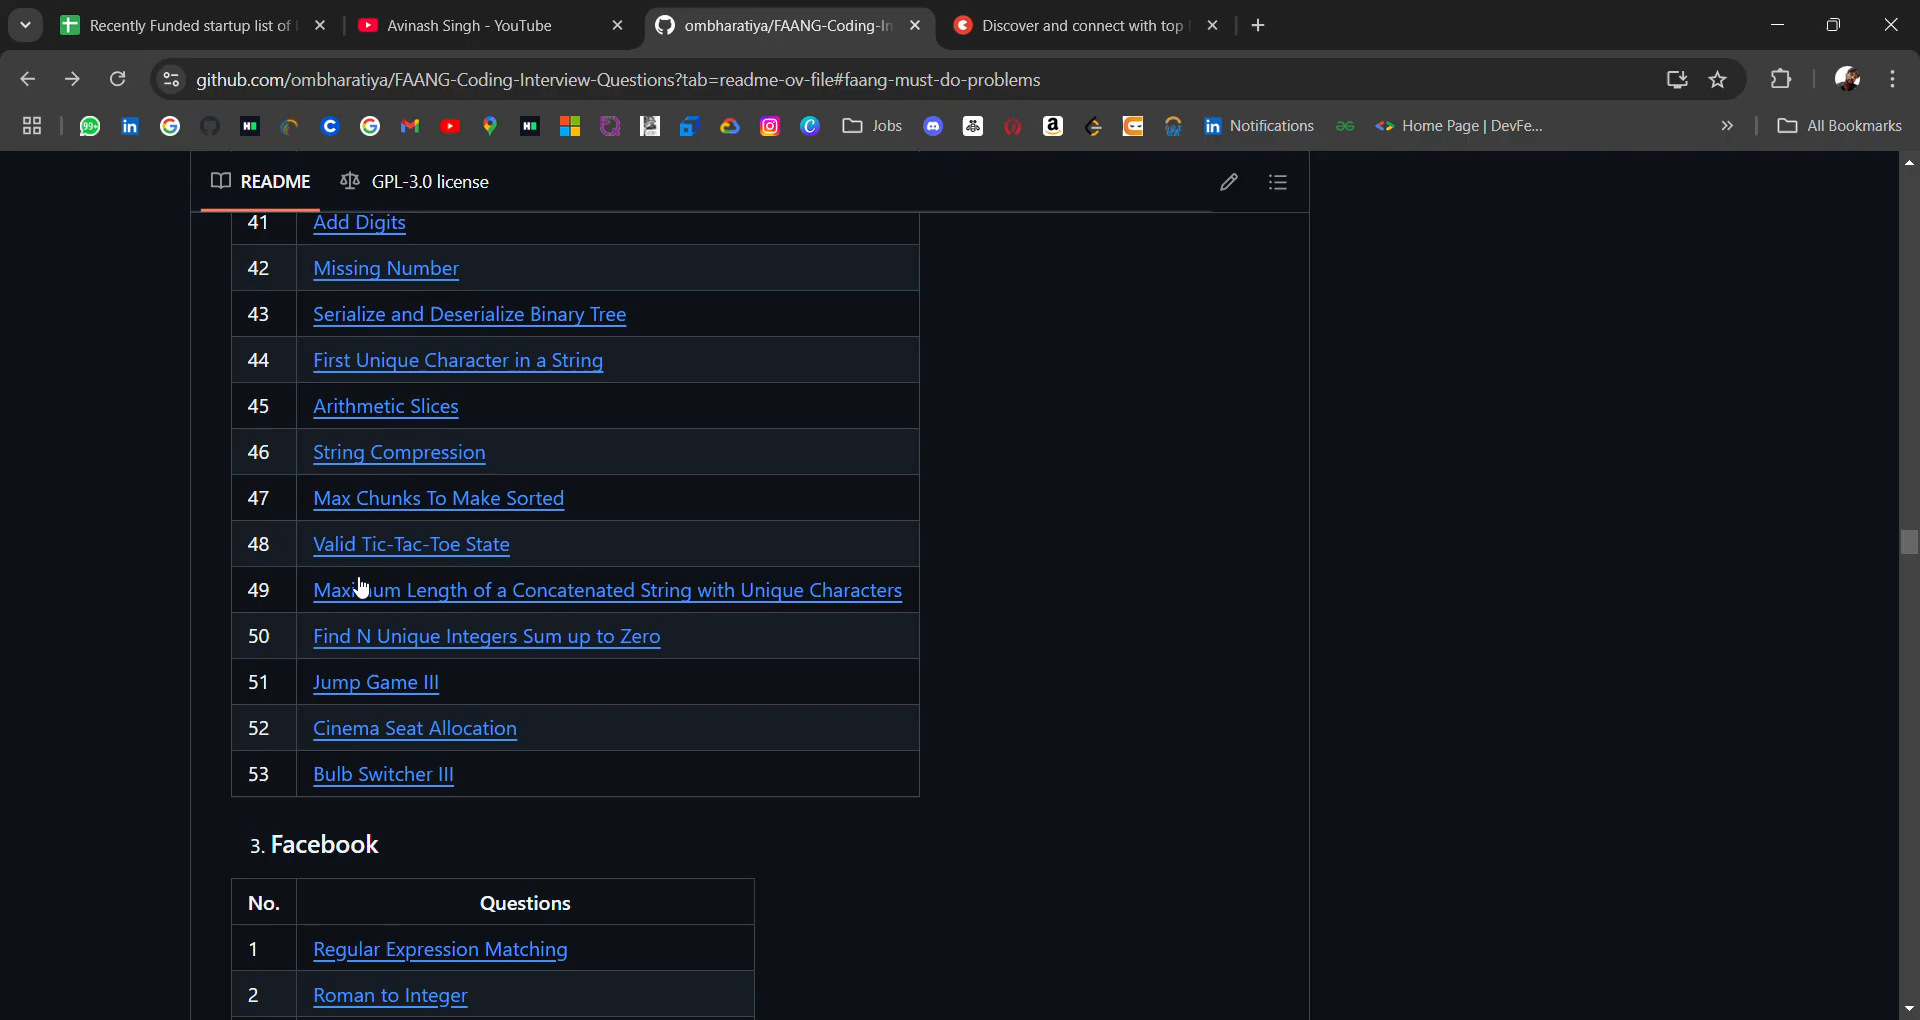 Recently Funded startup list of
Avinash Singh - YouTube
ombharatiya/FAANG-Coding-In
Discover and connect with top
github.com/ombharatiya/FAANG-Coding-Interview-Questions?tab=readme-ov-file#faang-must-do-problems
99+
Jobs
Notifications
Home Page | DevFe...
All Bookmarks
README
GPL-3.0 license
41 Add Digits
42 Missing Number
43 Serialize and Deserialize Binary Tree
44 First Unique Character in a String
45 Arithmetic Slices
46 String Compression
47 Max Chunks To Make Sorted
48 Valid Tic-Tac-Toe State
49 Maximum Length of a Concatenated String with Unique Characters
50 Find N Unique Integers Sum up to Zero
51 Jump Game III
52 Cinema Seat Allocation
53 Bulb Switcher III
3. Facebook
No. Questions
1 Regular Expression Matching
2 Roman to Integer